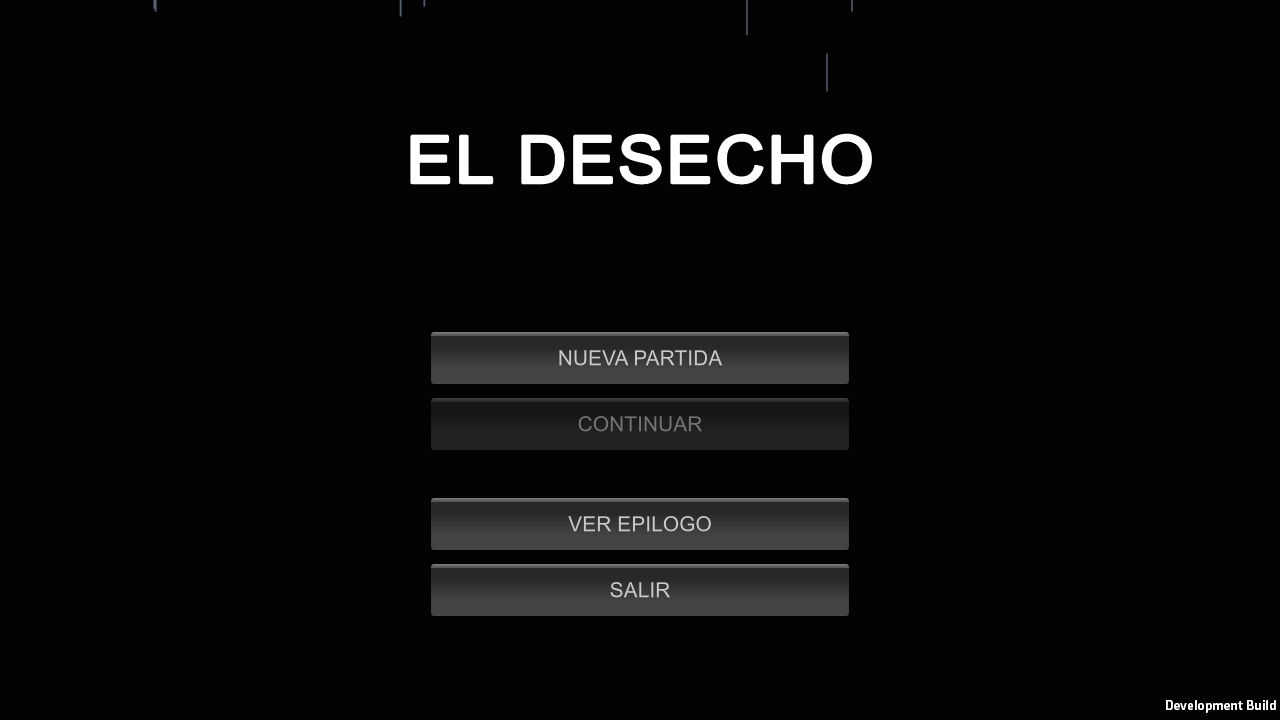 EL DESECHO
NUEVA PARTIDA
CONTINUAR
VER EPILOGO
SALIR
Development Build